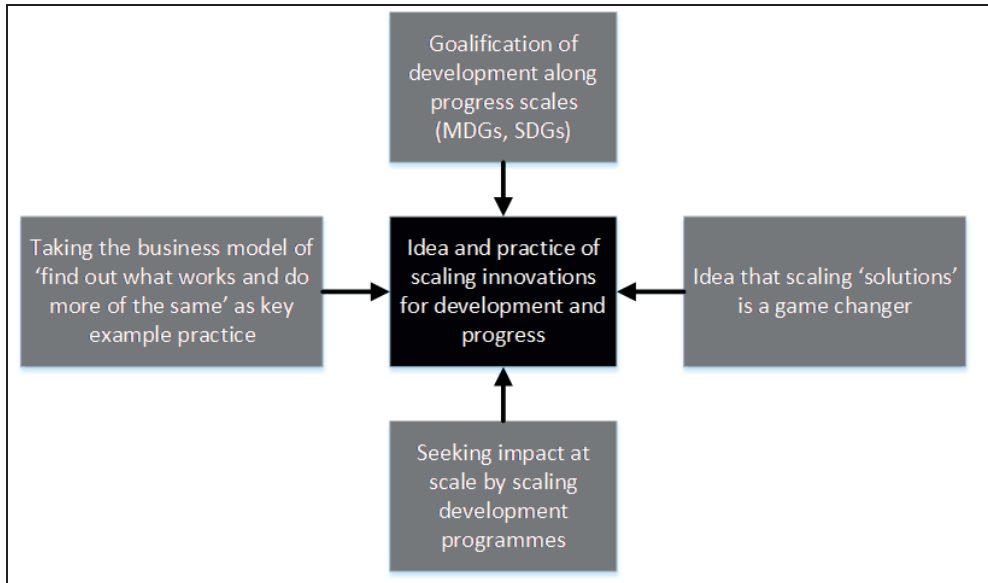 Goalification of
development along
progress scales
(MDGs, SDGs)
Taking the business model of
‘find out what works and do
more of the same’ as key
example practice
Idea and practice of
scaling innovations
for development and
progress
Idea that scaling ‘solutions’
is a game changer
Seeking impact at
scale by scaling
development
programmes